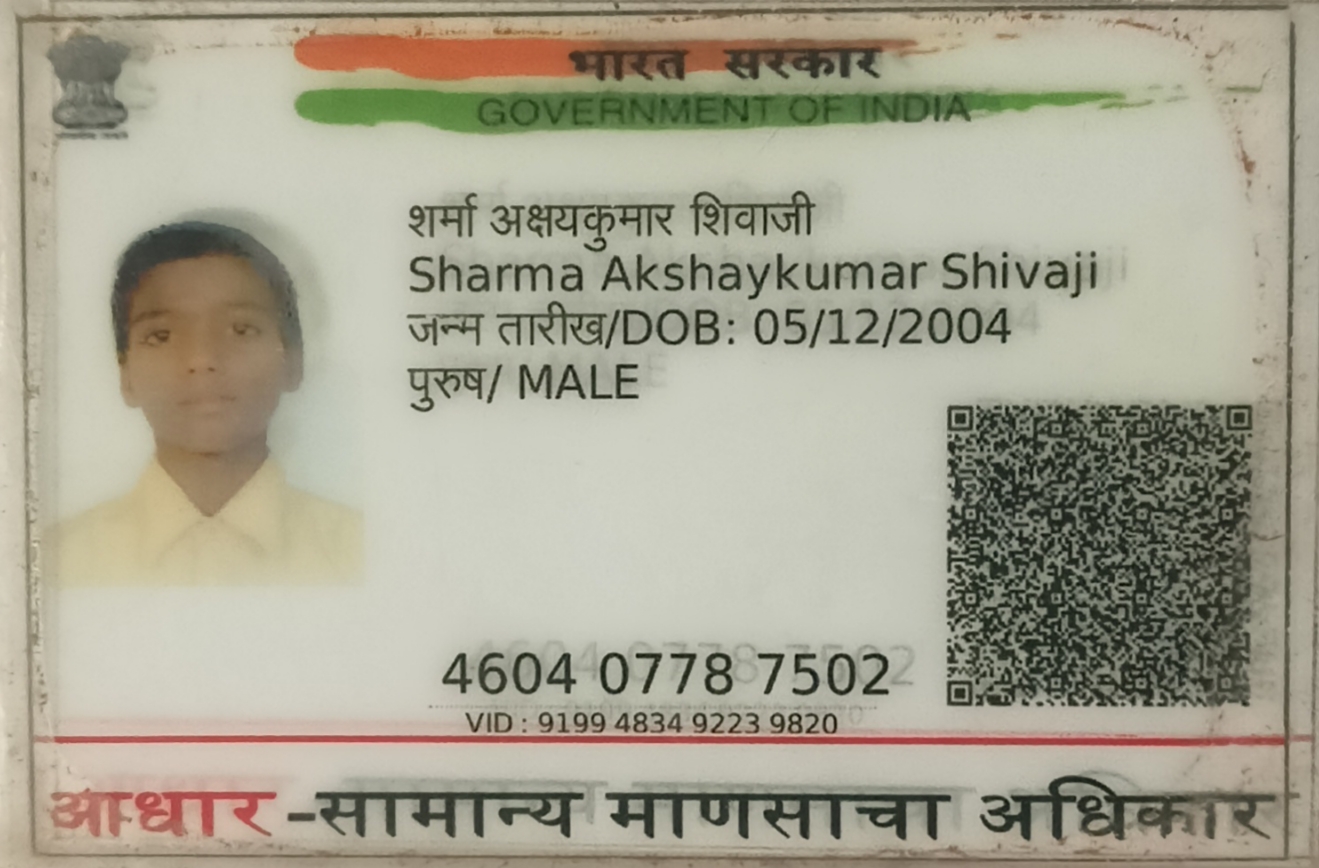 भारत सरकार
GOVERNMENT OF INDIA
शर्मा अक्षयकुमार शिवाजी
Sharma Akshaykumar Shivaji
जन्म तारीख/DOB: 05/12/2004
पुरुष/ MALE
4604 0778 7502
VID : 9199 4834 9223 9820
आधार -सामान्य माणसाचा अधिकार